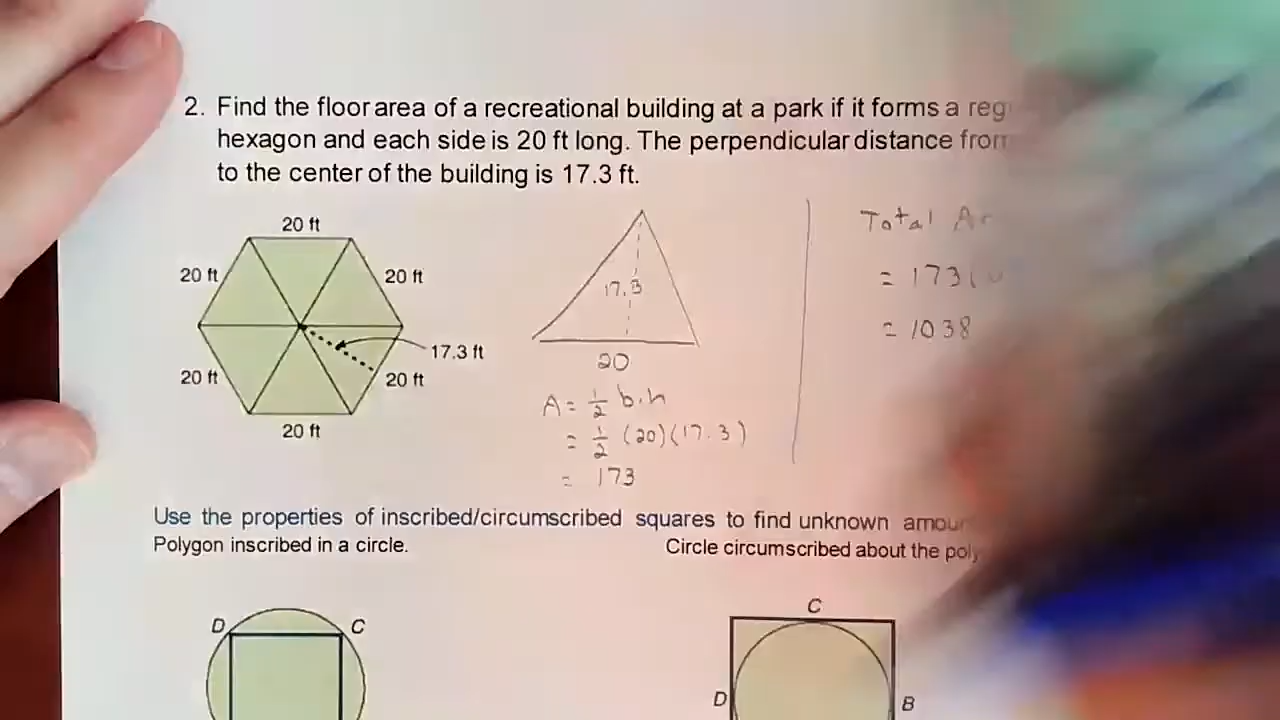 2. Find the floor area of a recreational building at a park if it forms a
hexagon and each side is 20 ft long. The perpendicular distance
to the center of the building is 17.3 ft.
20 ft
20 ft
20 ft
17.3 ft
20 ft
20 ft
20 ft
17.3
20
A = 1/2 b.h
= 1/2 (20)(17.3)
= 173
Total
= 173(
= 1038
Use the properties of inscribed/circumscribed squares to find unknown
Polygon inscribed in a circle.
Circle circumscribed about the
D
C
C
D
B